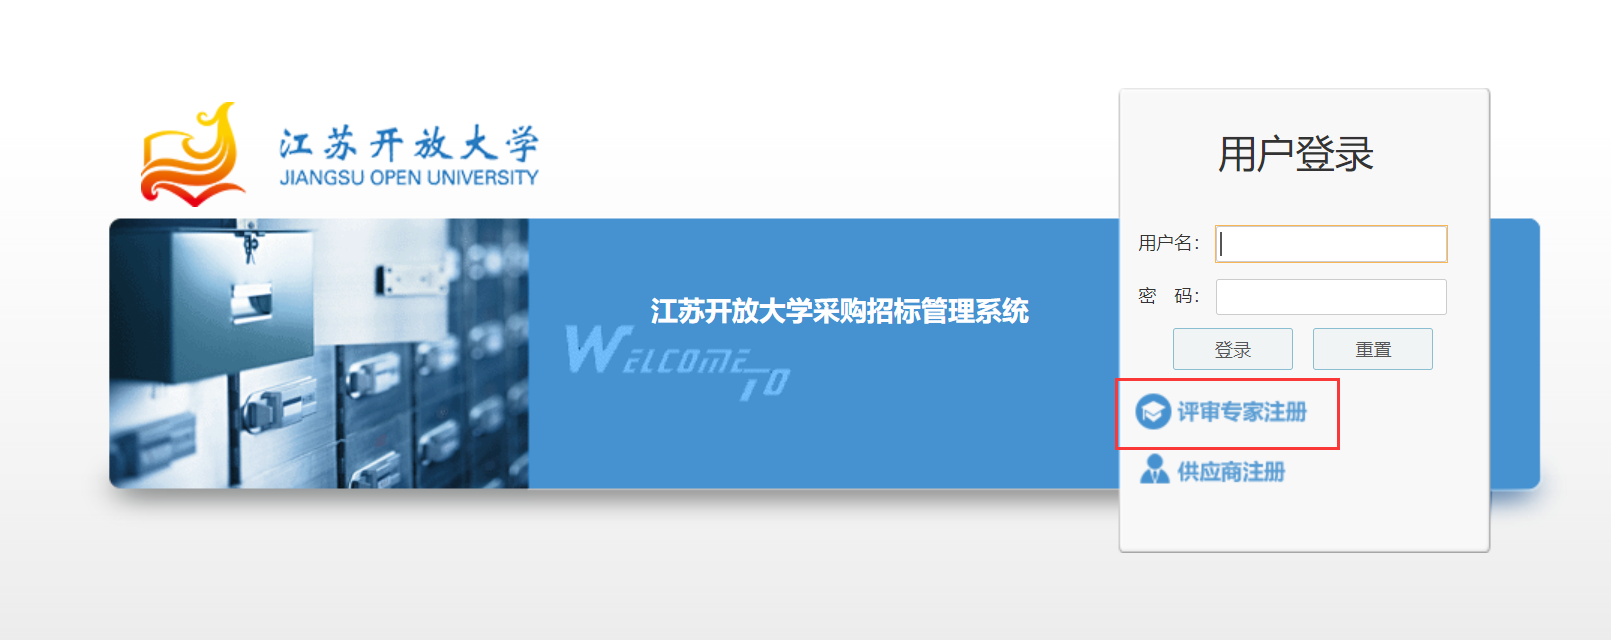 江苏开放大学
JIANGSU OPEN UNIVERSITY
江苏开放大学采购招标管理系统
WELCOME TO
用户登录
用户名：
密 码：
登录 重置
评审专家注册
供应商注册